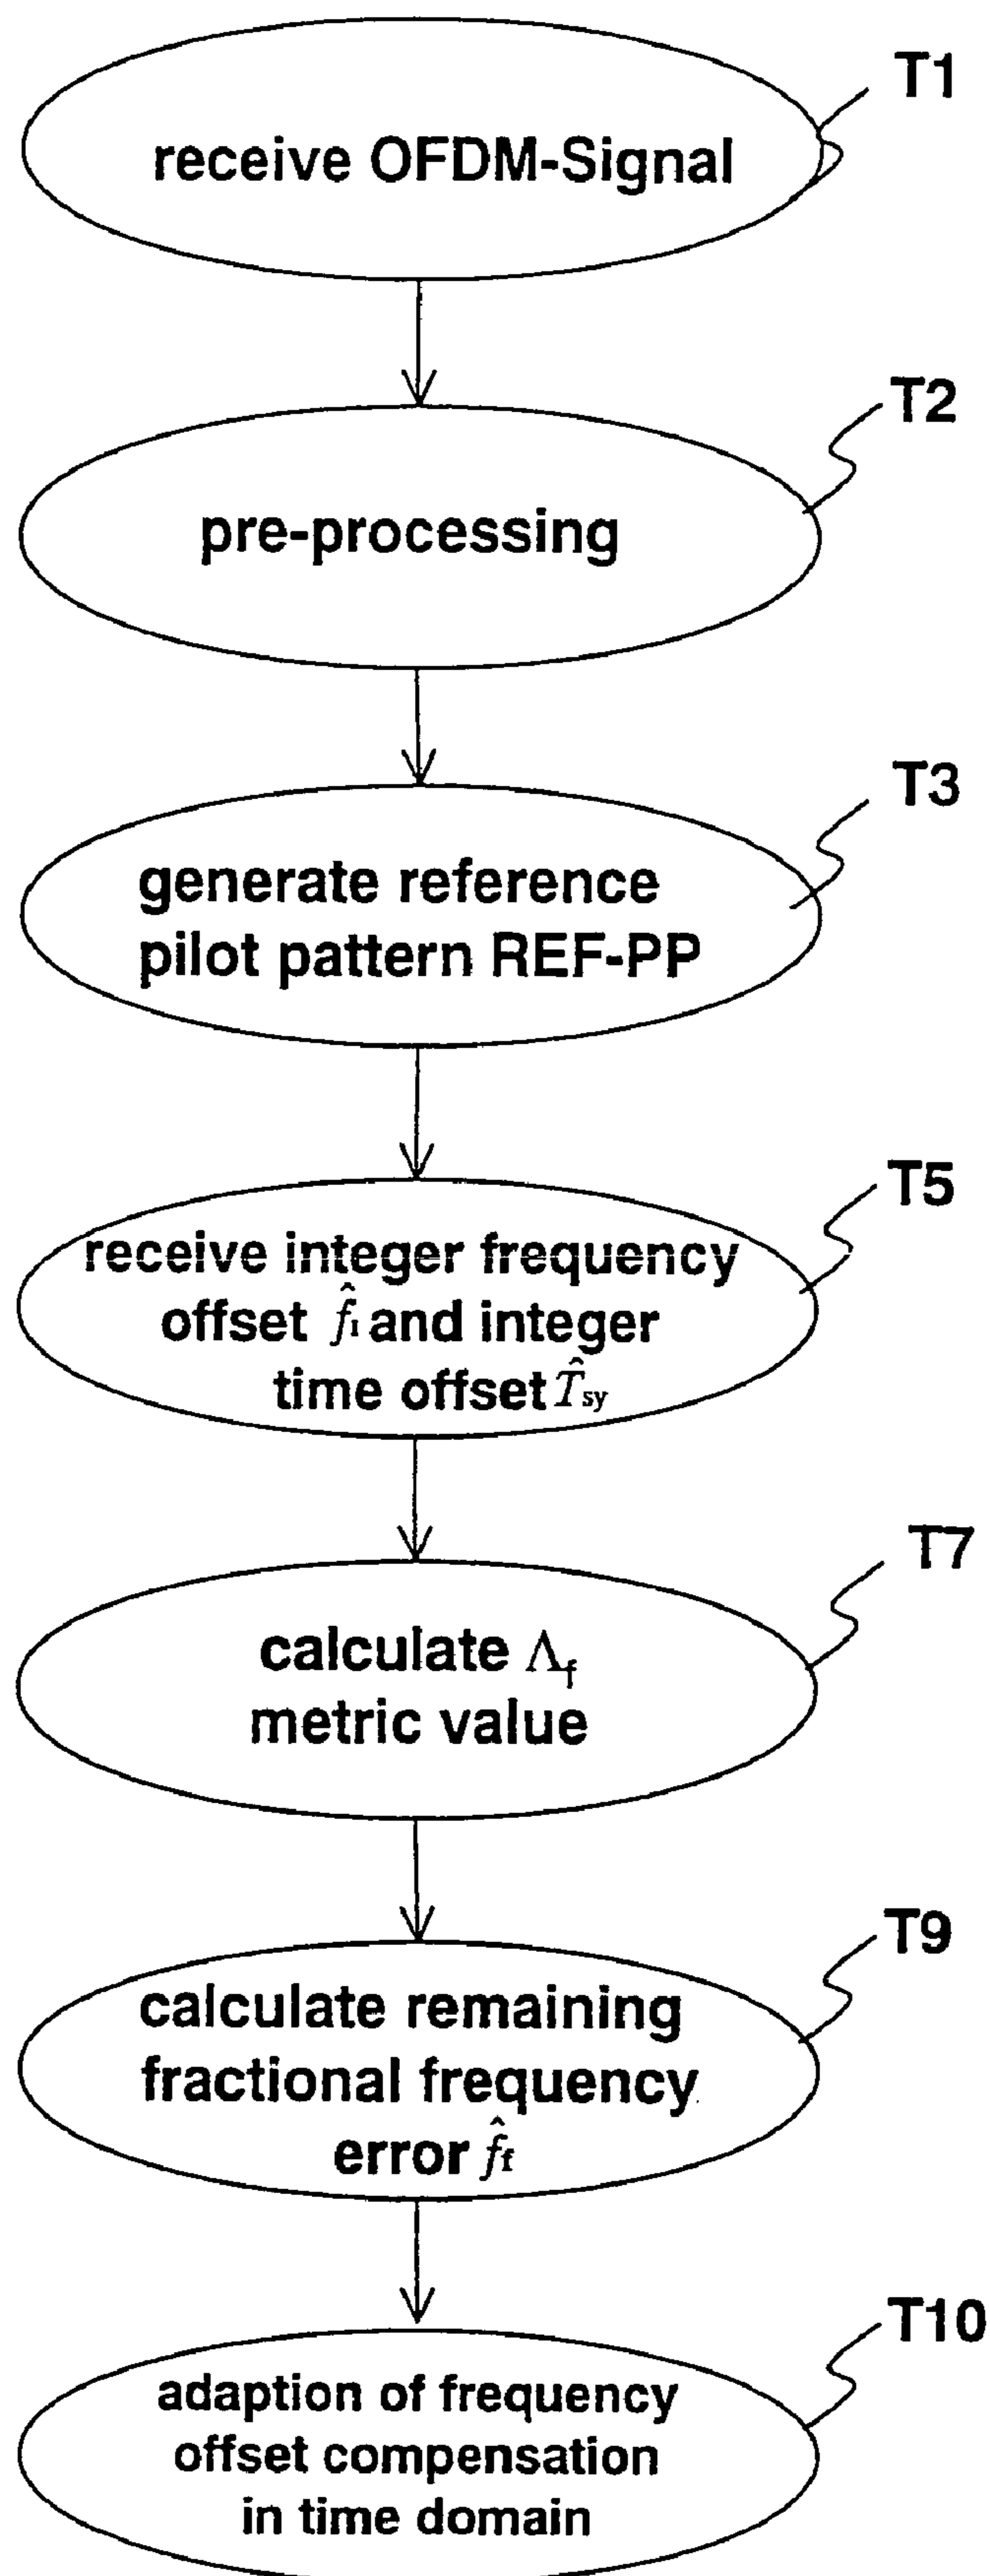 T1
receive OFDM-Signal
T2
pre-processing
T3
generate reference
pilot pattern REF-PP
T5
receive integer frequency
offset f̂ᵢ and integer
time offset T̂sy
T7
calculate Λf
metric value
T9
calculate remaining
fractional frequency
error f̂f
T10
adaption of frequency
offset compensation
in time domain